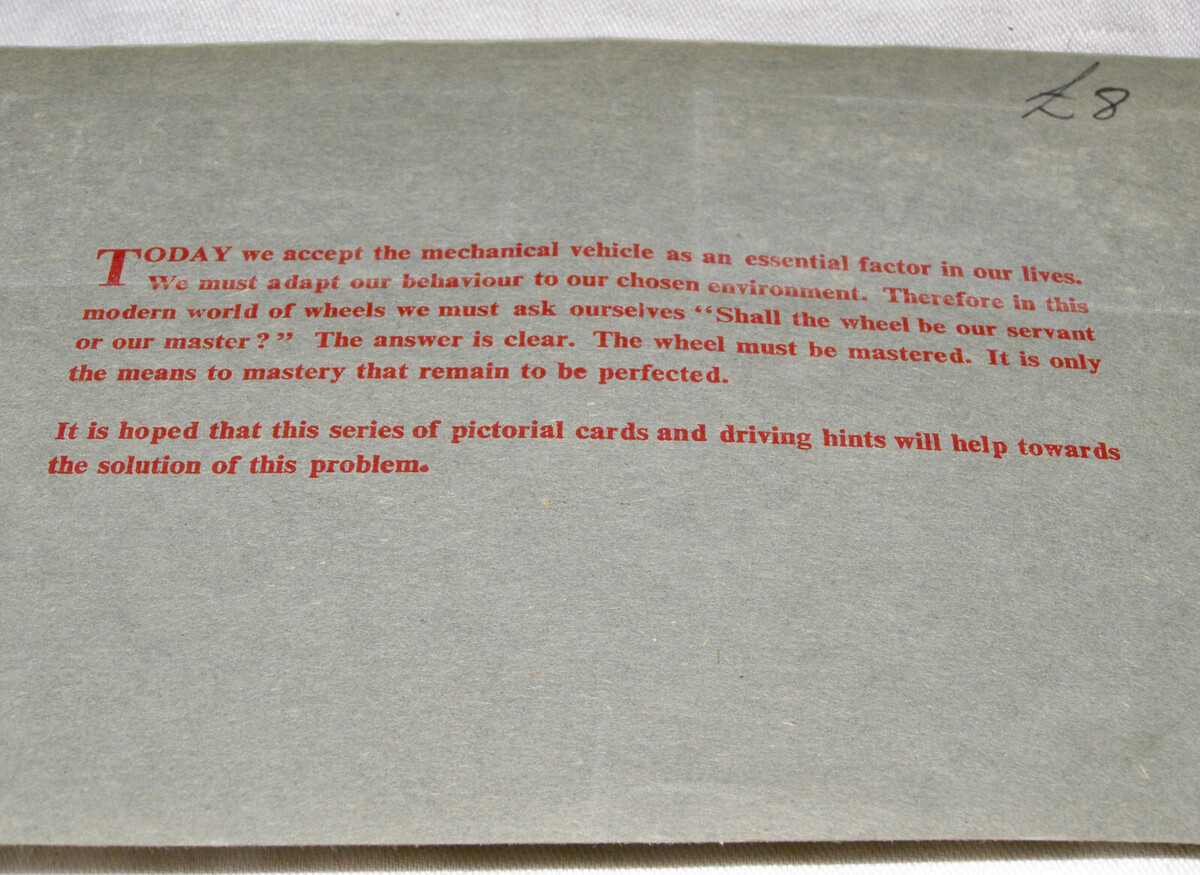 £8
TODAY we accept the mechanical vehicle as an essential factor in our lives.
We must adapt our behaviour to our chosen environment. Therefore in this
modern world of wheels we must ask ourselves “Shall the wheel be our servant
or our master?” The answer is clear. The wheel must be mastered. It is only
the means to mastery that remain to be perfected.
It is hoped that this series of pictorial cards and driving hints will help towards
the solution of this problem.